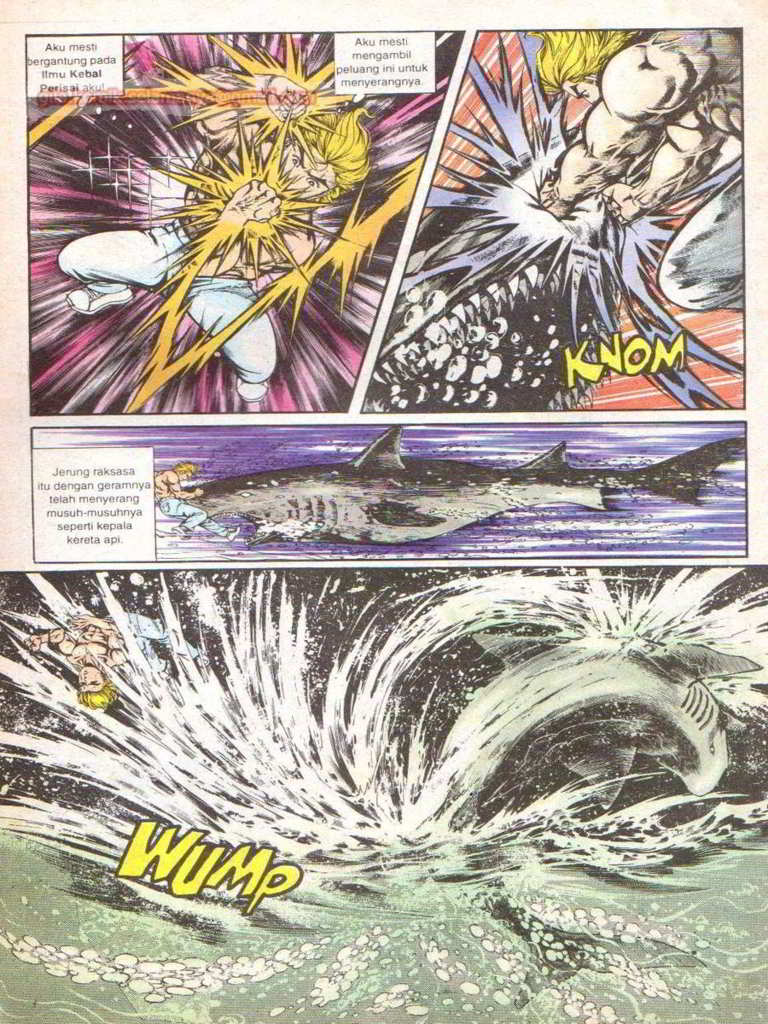 Aku mesti
bergantung pada
Ilmu Kebal
Perisai aku!
Aku mesti
mengambil
peluang ini untuk
menyerangnya.
KNOM
Jerung raksasa
itu dengan geramnya
telah menyerang
musuh-musuhnya
seperti kepala
kereta api.
WUMP